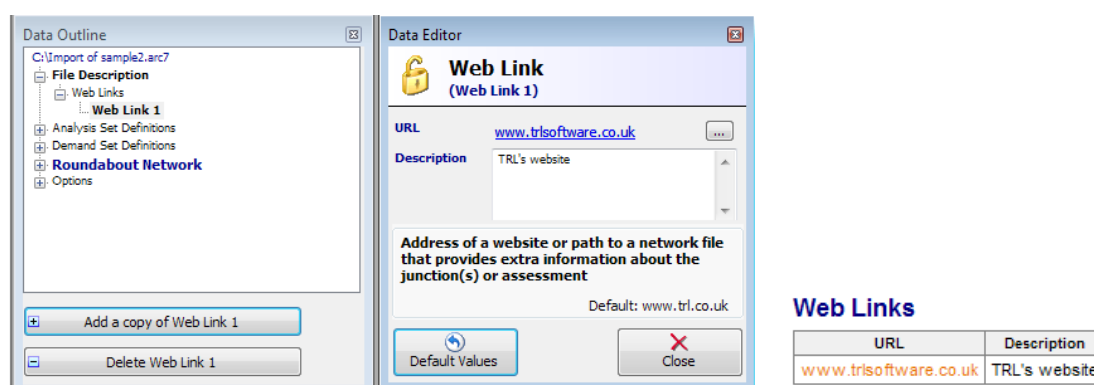 Data Outline
C:\Import of sample2.arc7
File Description
Web Links
Web Link 1
Analysis Set Definitions
Demand Set Definitions
Roundabout Network
Options
Add a copy of Web Link 1
Delete Web Link 1
Data Editor
Web Link
(Web Link 1)
URL www.trlsoftware.co.uk ...
Description TRL's website
Address of a website or path to a network file
that provides extra information about the
junction(s) or assessment
Default: www.trl.co.uk
Default Values Close
Web Links
URL Description
www.trlsoftware.co.uk TRL's website